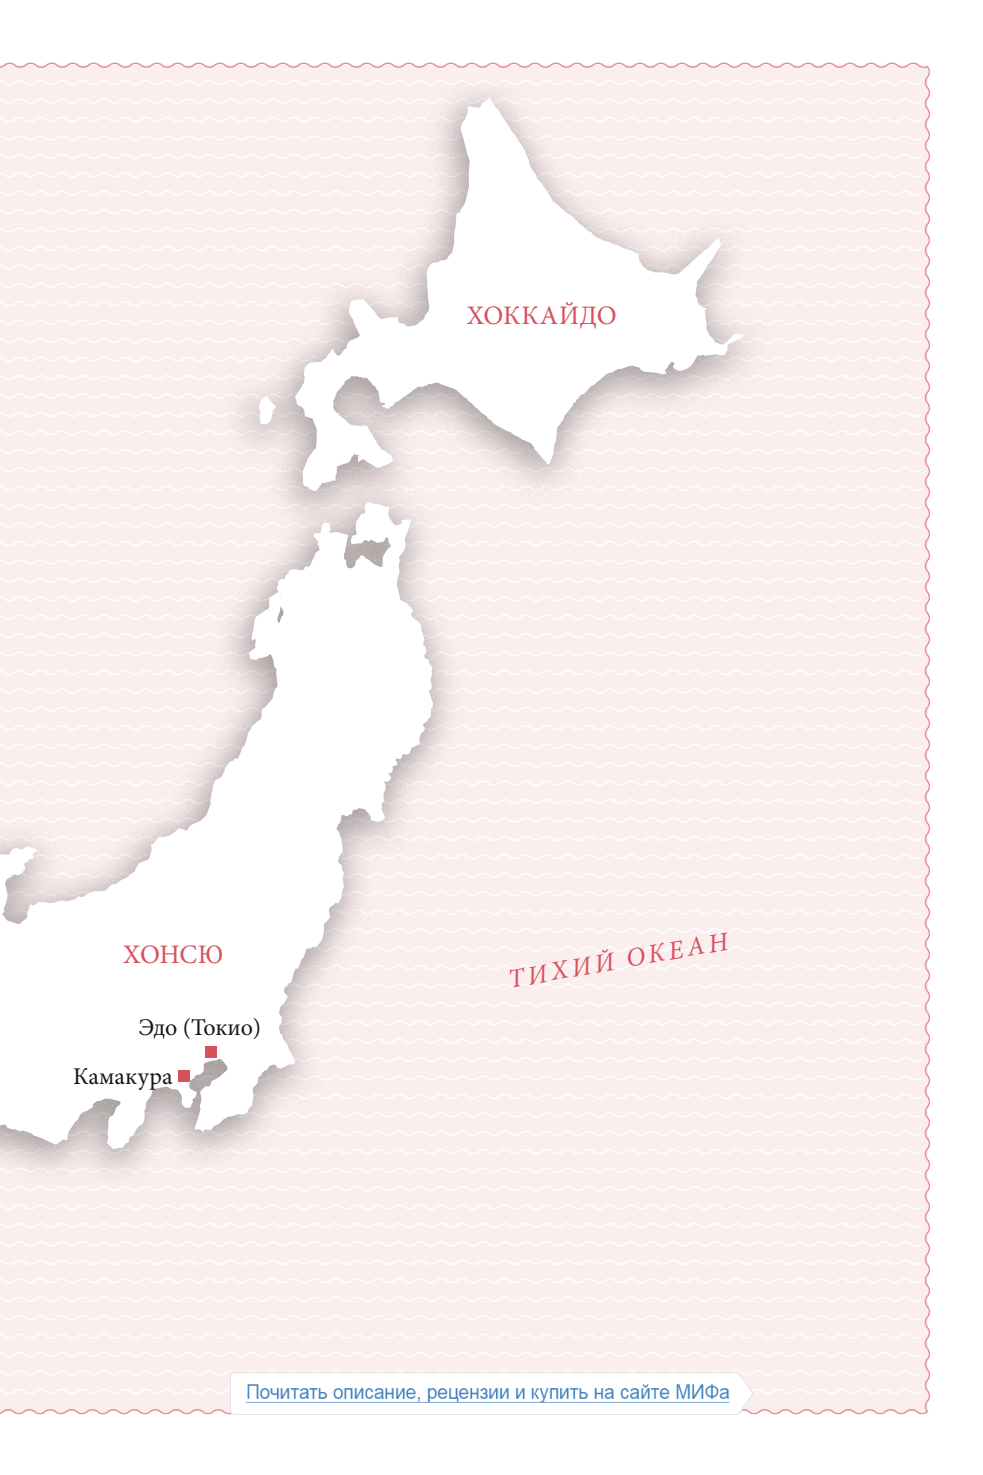 ХОККАЙДО
ТИХИЙ ОКЕАН
ХОНСЮ
Эдо (Токио)
Камакура
Почитать описание, рецензии и купить на сайте МИФа